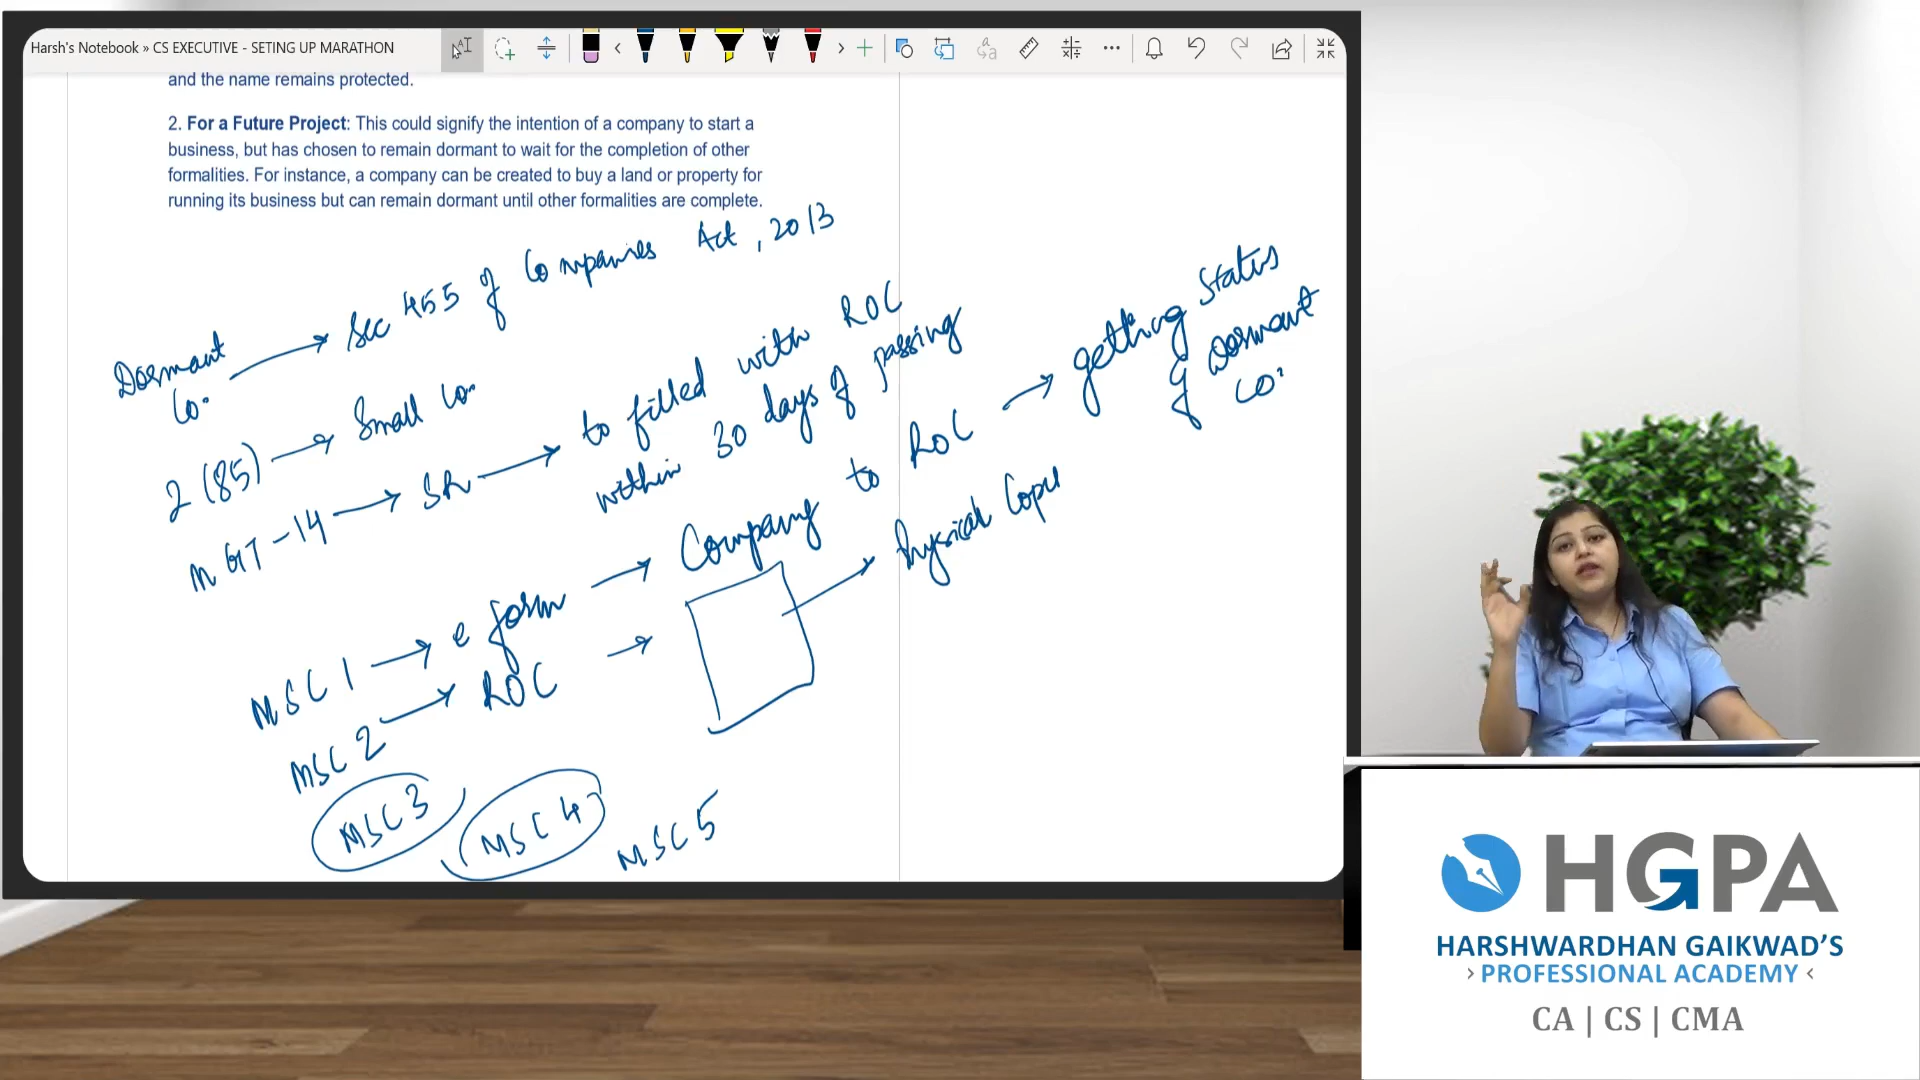 Harsh's Notebook » CS EXECUTIVE - SETING UP MARATHON
and the name remains protected.
2. For a Future Project: This could signify the intention of a company to start a
business, but has chosen to remain dormant to wait for the completion of other
formalities. For instance, a company can be created to buy a land or property for
running its business but can remain dormant until other formalities are complete.
Dormant Co. → Sec 455 of Companies Act, 2013
2 (85) → Small Co.
MGT-14 → SR → to filled with ROC
within 30 days of passing
MSC 1 → e form → Company to ROC → getting status
of Dormant
Co.
MSC 2 → ROC → → Physical Copy
MSC 3 MSC 4 MSC 5
HGPA
HARSHWARDHAN GAIKWAD'S
› PROFESSIONAL ACADEMY ‹
CA | CS | CMA